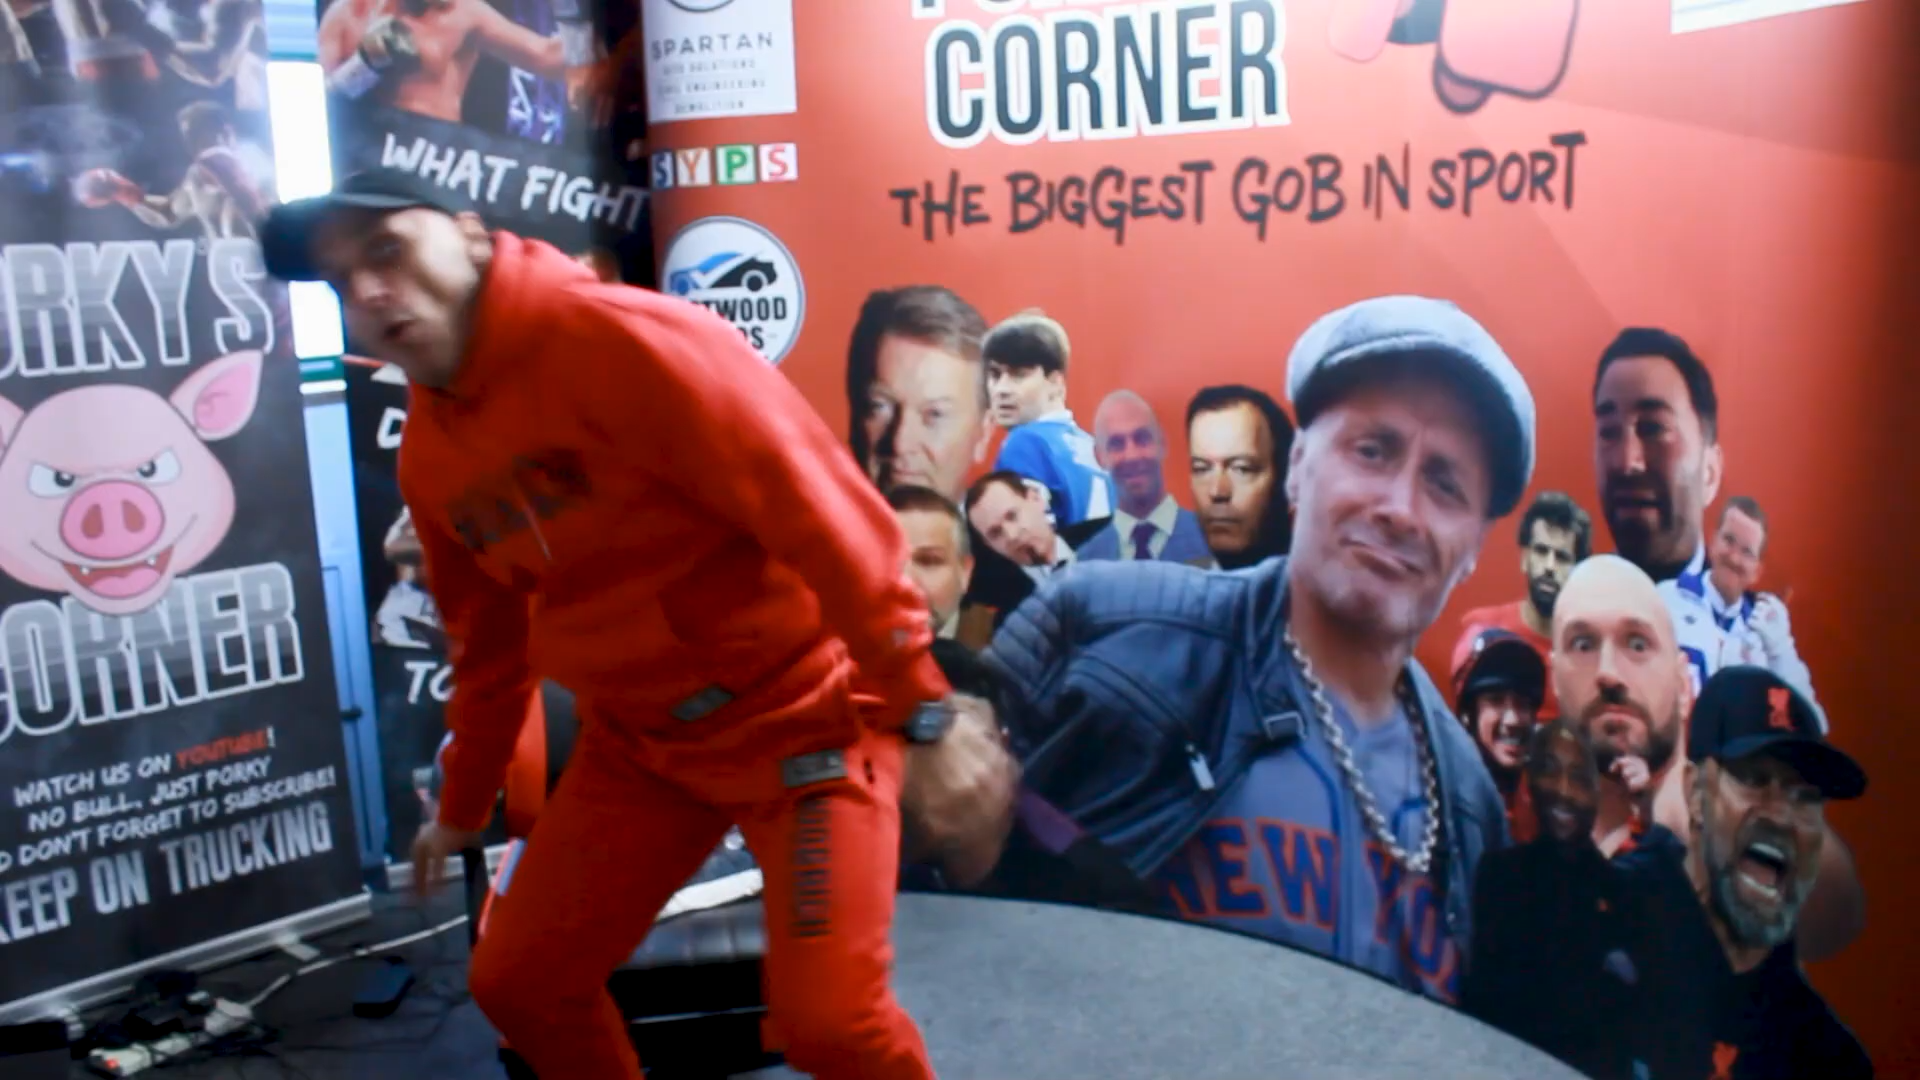 SPARTAN
CORNER
THE BIGGEST GOB IN SPORT
WHAT FIGHT
SYPS
WOOD
RKY'S
CORNER
WATCH US ON YOUTUBE!
NO BULL, JUST PORKY
DON'T FORGET TO SUBSCRIBE!
KEEP ON TRUCKING
NEW YO